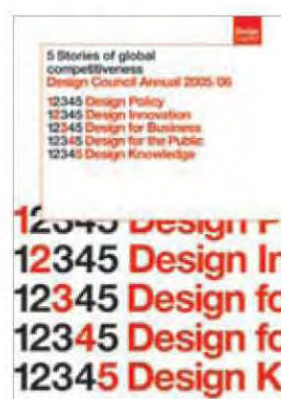 Design
5 Stories of global
competitiveness
Design Council Annual 2005/06
12345 Design Policy
12345 Design Innovation
12345 Design for Business
12345 Design for the Public
12345 Design Knowledge
12345 Design P
12345 Design In
12345 Design fo
12345 Design fo
12345 Design K